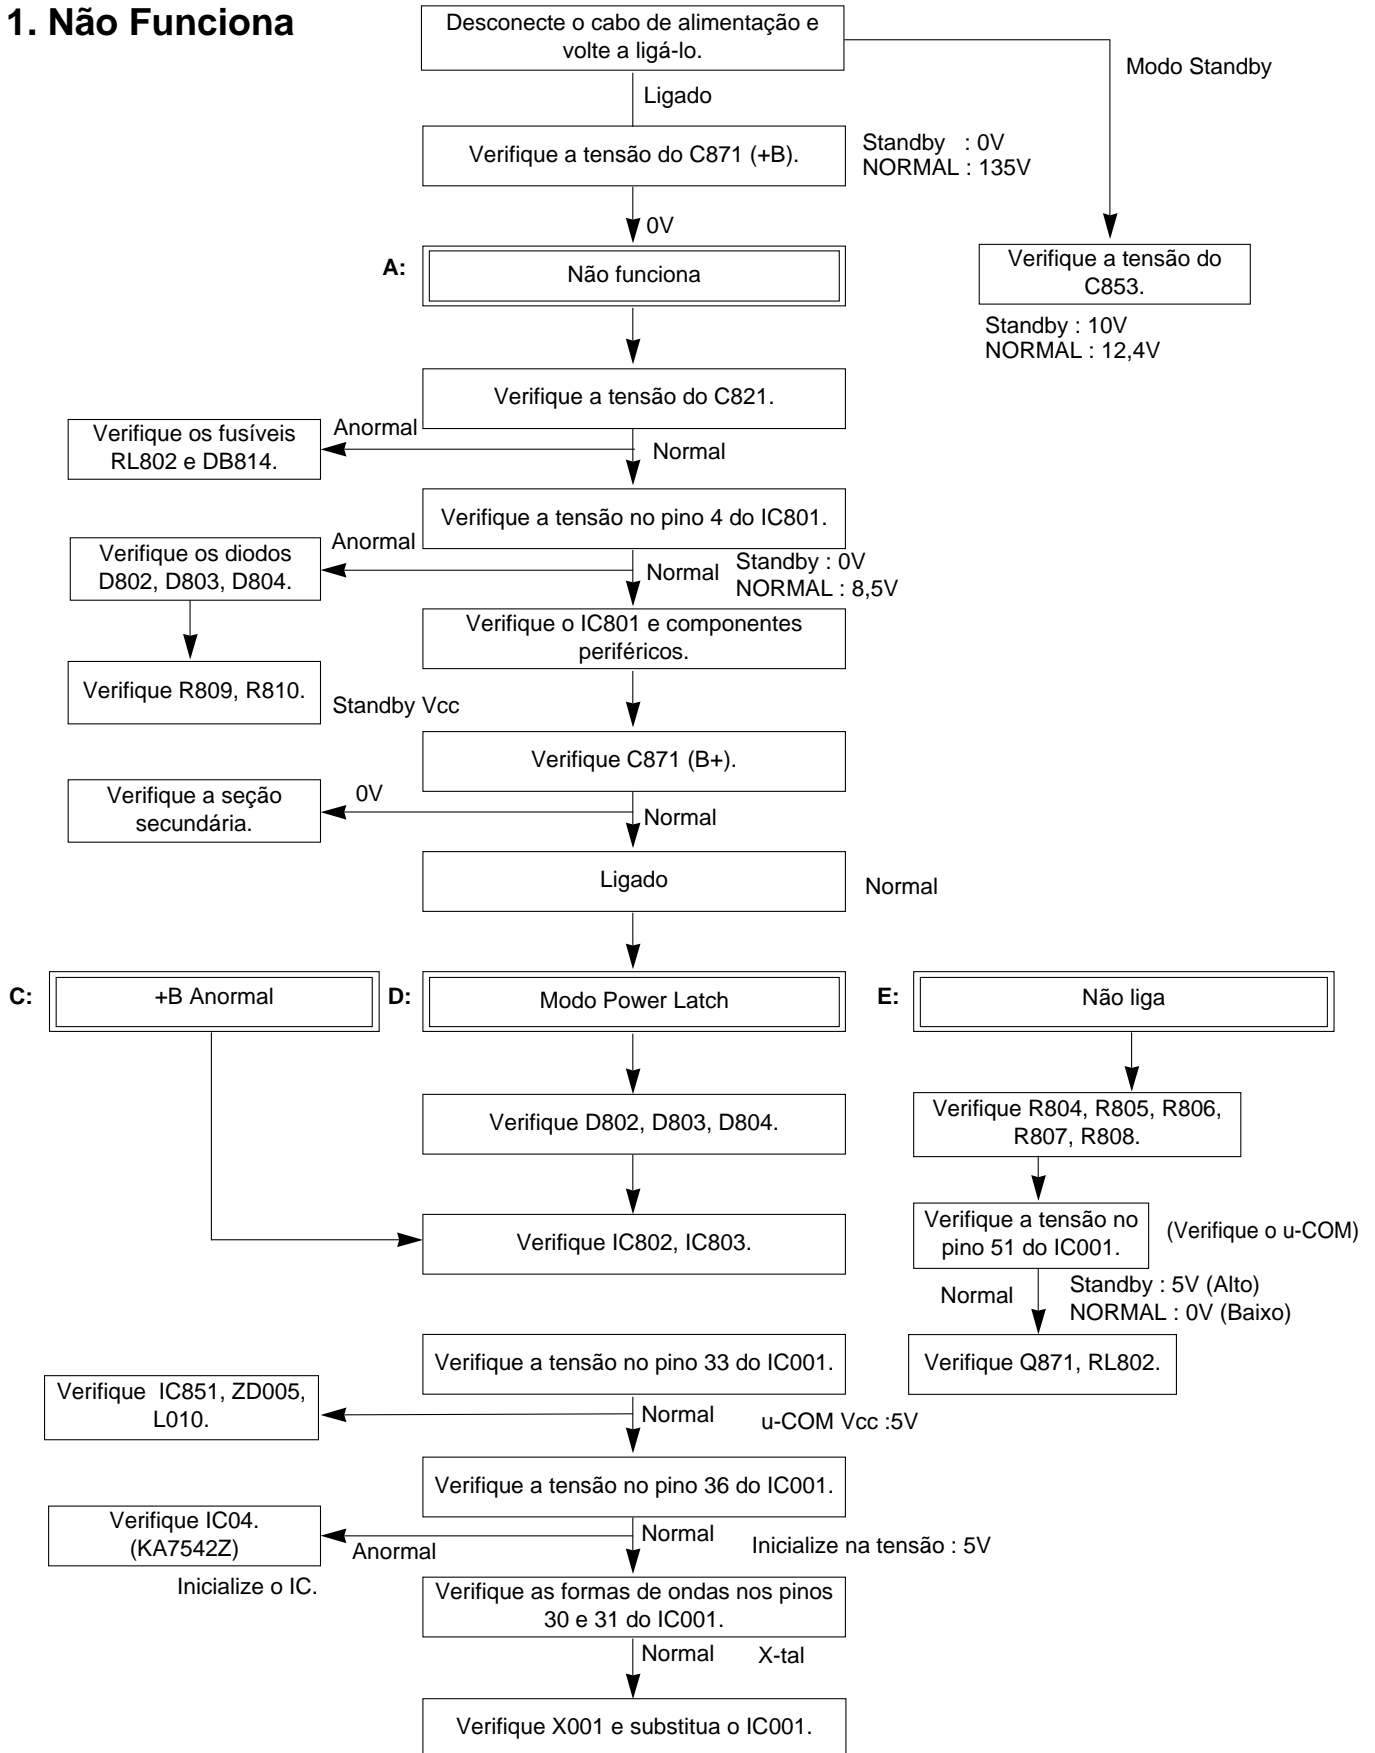 1. Não Funciona
Desconecte o cabo de alimentação e
volte a ligá-lo.
Modo Standby
Ligado
Verifique a tensão do C871 (+B).
Standby : 0V
NORMAL : 135V
0V
A:
Não funciona
Verifique a tensão do
C853.
Standby : 10V
NORMAL : 12,4V
Verifique a tensão do C821.
Anormal
Verifique os fusíveis
RL802 e DB814.
Normal
Verifique a tensão no pino 4 do IC801.
Anormal
Verifique os diodos
D802, D803, D804.
Normal
Standby : 0V
NORMAL : 8,5V
Verifique o IC801 e componentes
periféricos.
Verifique R809, R810.
Standby Vcc
Verifique C871 (B+).
0V
Verifique a seção
secundária.
Normal
Ligado
Normal
C:
+B Anormal
D:
Modo Power Latch
E:
Não liga
Verifique D802, D803, D804.
Verifique R804, R805, R806,
R807, R808.
Verifique IC802, IC803.
Verifique a tensão no
pino 51 do IC001.
(Verifique o u-COM)
Normal
Standby : 5V (Alto)
NORMAL : 0V (Baixo)
Verifique a tensão no pino 33 do IC001.
Verifique Q871, RL802.
Verifique IC851, ZD005,
L010.
Normal
u-COM Vcc :5V
Verifique a tensão no pino 36 do IC001.
Verifique IC04.
(KA7542Z)
Anormal
Normal
Inicialize na tensão : 5V
Inicialize o IC.
Verifique as formas de ondas nos pinos
30 e 31 do IC001.
Normal
X-tal
Verifique X001 e substitua o IC001.